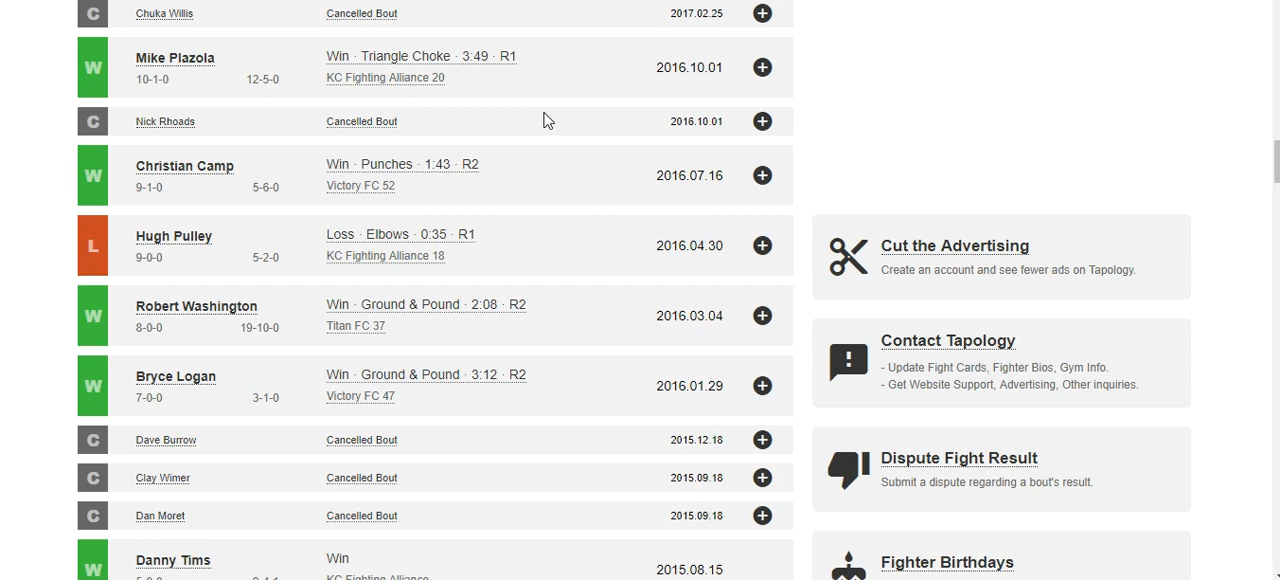 C Chuka Willis Cancelled Bout 2017.02.25
W Mike Plazola Win · Triangle Choke · 3:49 · R1 2016.10.01
10-1-0 12-5-0 KC Fighting Alliance 20
C Nick Rhoads Cancelled Bout 2016.10.01
W Christian Camp Win · Punches · 1:43 · R2 2016.07.16
9-1-0 5-6-0 Victory FC 52
L Hugh Pulley Loss · Elbows · 0:35 · R1 2016.04.30
9-0-0 5-2-0 KC Fighting Alliance 18
W Robert Washington Win · Ground & Pound · 2:08 · R2 2016.03.04
8-0-0 19-10-0 Titan FC 37
W Bryce Logan Win · Ground & Pound · 3:12 · R2 2016.01.29
7-0-0 3-1-0 Victory FC 47
C Dave Burrow Cancelled Bout 2015.12.18
C Clay Wimer Cancelled Bout 2015.09.18
C Dan Moret Cancelled Bout 2015.09.18
W Danny Tims Win 2015.08.15
KC Fighting Alliance
Cut the Advertising
Create an account and see fewer ads on Tapology.
Contact Tapology
- Update Fight Cards, Fighter Bios, Gym Info.
- Get Website Support, Advertising, Other inquiries.
Dispute Fight Result
Submit a dispute regarding a bout's result.
Fighter Birthdays